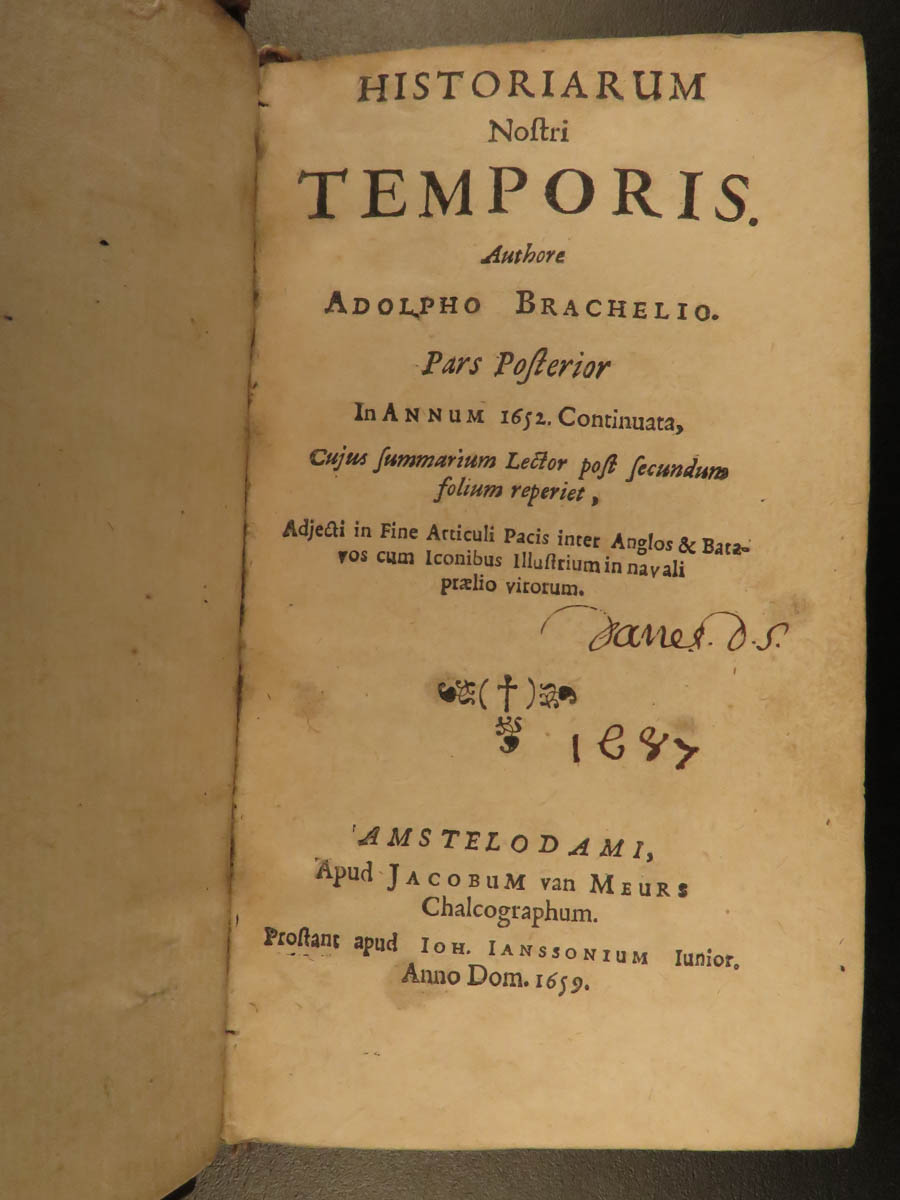 HISTORIARUM
Noſtri
TEMPORIS.
Authore
ADOLPHO BRACHELIO.
Pars Poſterior
In ANNUM 1652. Continuata,
Cujus ſummarium Lector poſt ſecundum
folium reperiet,
Adjecti in Fine Articuli Pacis inter Anglos & Bata-
vos cum Iconibus Illuſtrium in navali
prælio virorum.
d.s.
(†)
1687
AMSTELODAMI,
Apud JACOBUM van MEURS
Chalcographum.
Proſtant apud IOH. IANSSONIUM Iunior.
Anno Dom. 1659.